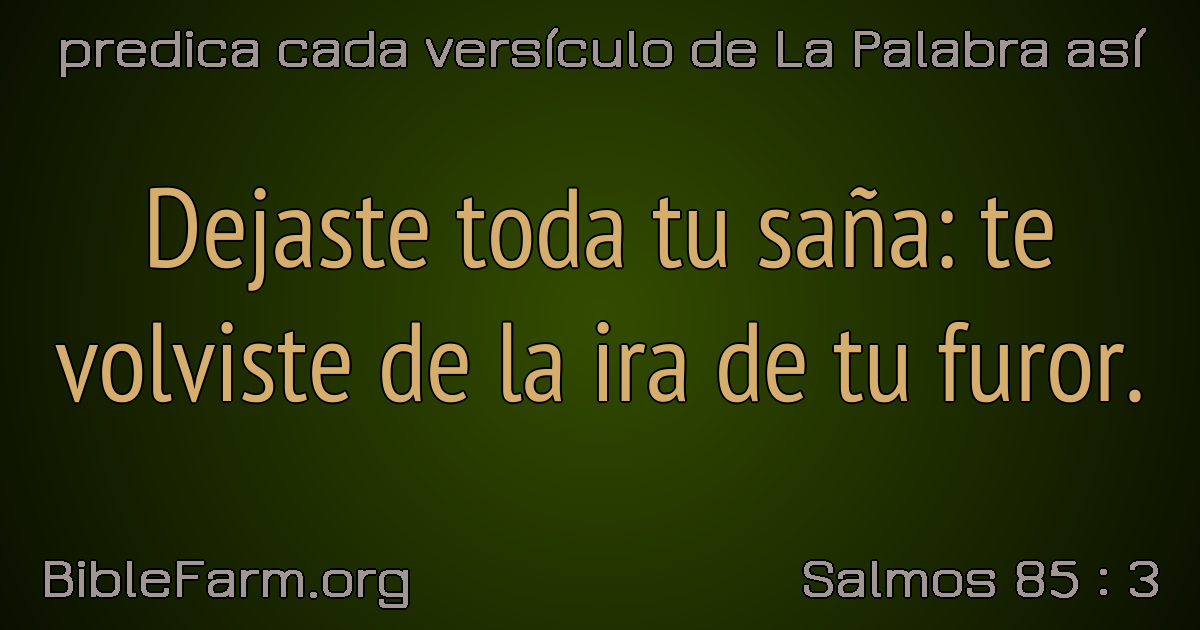 predica cada versículo de La Palabra así
Dejaste toda tu saña: te
volviste de la ira de tu furor.
BibleFarm.org
Salmos 85 : 3